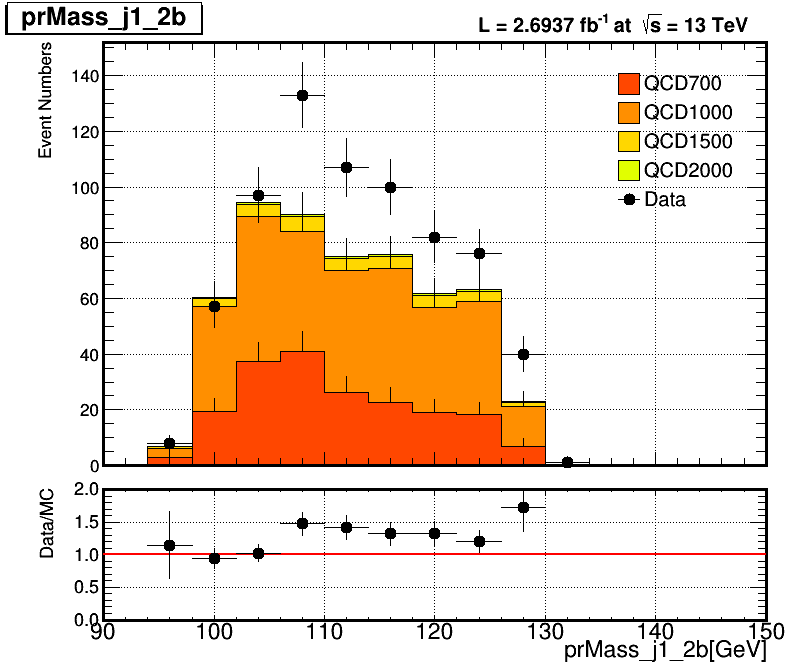 prMass_j1_2b
L = 2.6937 fb-1 at √s = 13 TeV
Event Numbers
140
120
100
80
60
40
20
0
QCD700
QCD1000
QCD1500
QCD2000
Data
Data/MC
2.0
1.5
1.0
0.5
0.0
90 100 110 120 130 140 150
prMass_j1_2b[GeV]